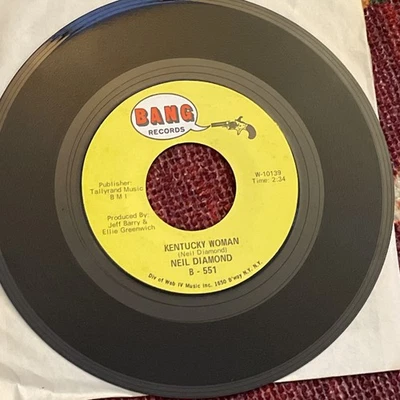 BANG
RECORDS
W-10139
Time: 2:34
Publisher:
Tallyrand Music
B M I
Produced By:
Jeff Barry &
Ellie Greenwich
KENTUCKY WOMAN
(Neil Diamond)
NEIL DIAMOND
B - 551
Div of Web IV Music Inc. 1650 B'way N.Y. N.Y.